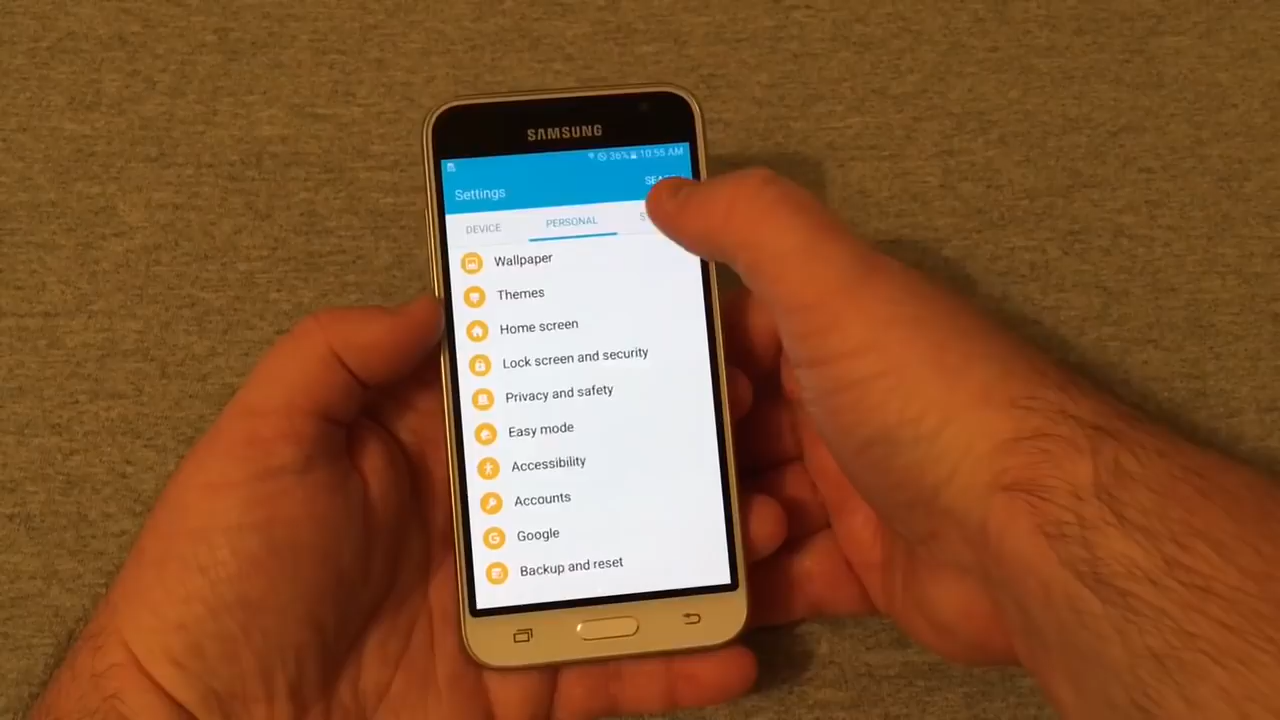 SAMSUNG
36% 10:55 AM
Settings
DEVICE PERSONAL
Wallpaper
Themes
Home screen
Lock screen and security
Privacy and safety
Easy mode
Accessibility
Accounts
Google
Backup and reset